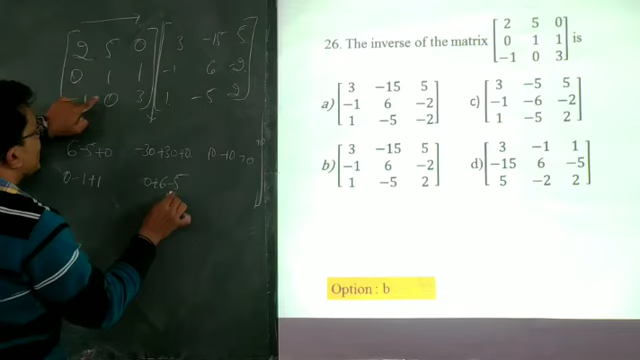 2 5 0 3 -15 5
0 1 1 -1 6 -2
-1 0 3 1 -5 2
6-5+0 -30+30+0 10-10+0
0-1+1 0+6-5
26. The inverse of the matrix [2 5 0
0 1 1
-1 0 3] is
a) [3 -15 5
-1 6 -2
1 -5 -2]
c) [3 -5 5
-1 -6 -2
1 -5 2]
b) [3 -15 5
-1 6 -2
1 -5 2]
d) [3 -1 1
-15 6 -5
5 -2 2]
Option : b